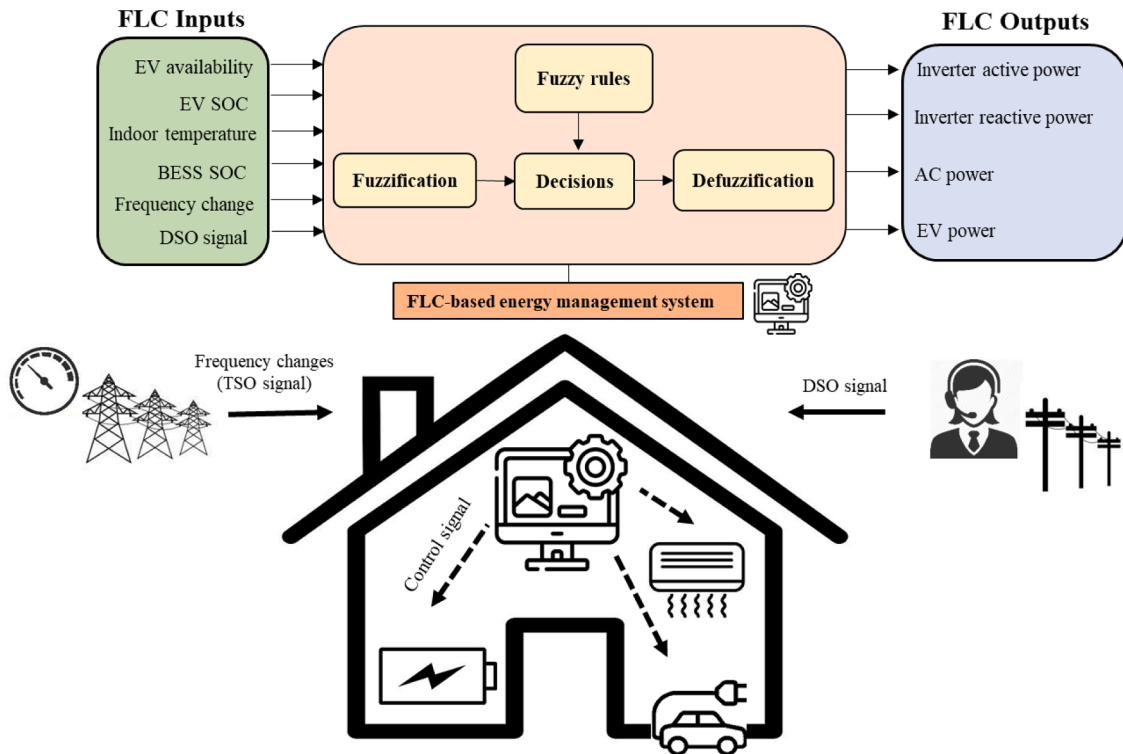 FLC Inputs
FLC Outputs
EV availability
EV SOC
Indoor temperature
BESS SOC
Frequency change
DSO signal
Fuzzy rules
Fuzzification
Decisions
Defuzzification
Inverter active power
Inverter reactive power
AC power
EV power
FLC-based energy management system
Frequency changes
(TSO signal)
DSO signal
Control signal